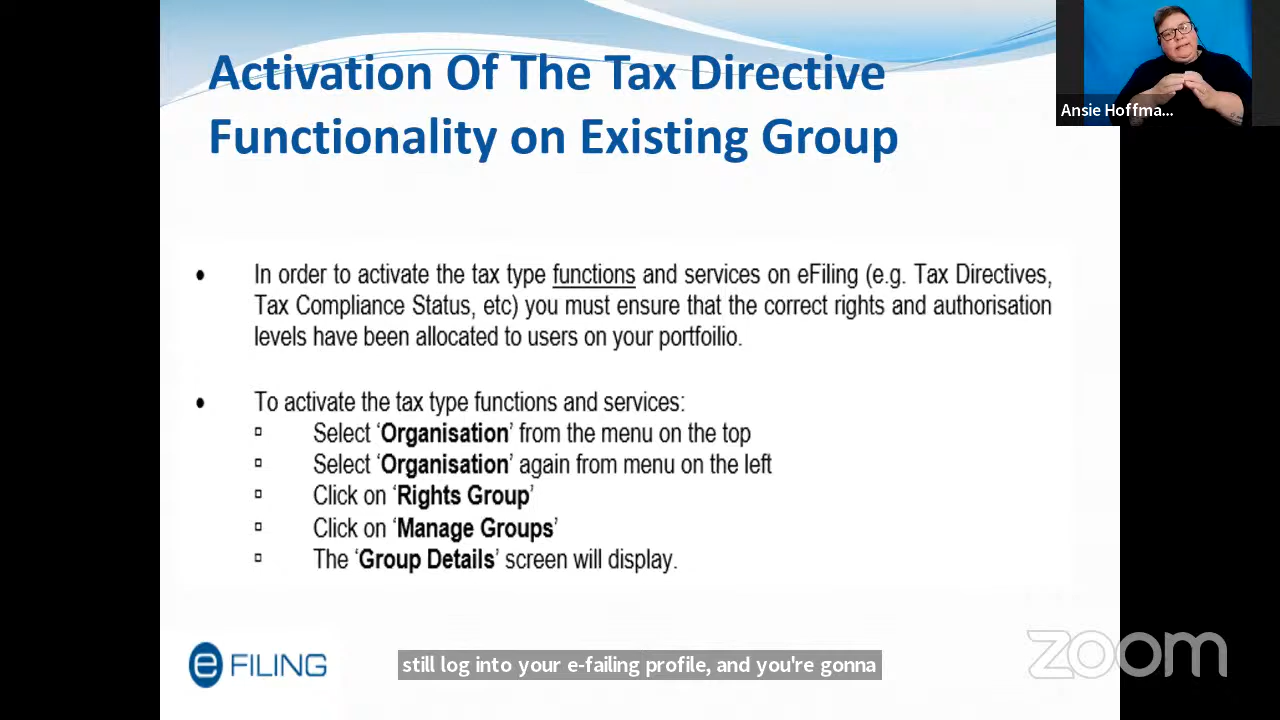 Activation Of The Tax Directive
Functionality on Existing Group
Ansie Hoffma...
• In order to activate the tax type functions and services on eFiling (e.g. Tax Directives,
Tax Compliance Status, etc) you must ensure that the correct rights and authorisation
levels have been allocated to users on your portfoilio.
• To activate the tax type functions and services:
Select ‘Organisation’ from the menu on the top
Select ‘Organisation’ again from menu on the left
Click on ‘Rights Group’
Click on ‘Manage Groups’
The ‘Group Details’ screen will display.
e FILING
still log into your e-failing profile, and you're gonna
zoom